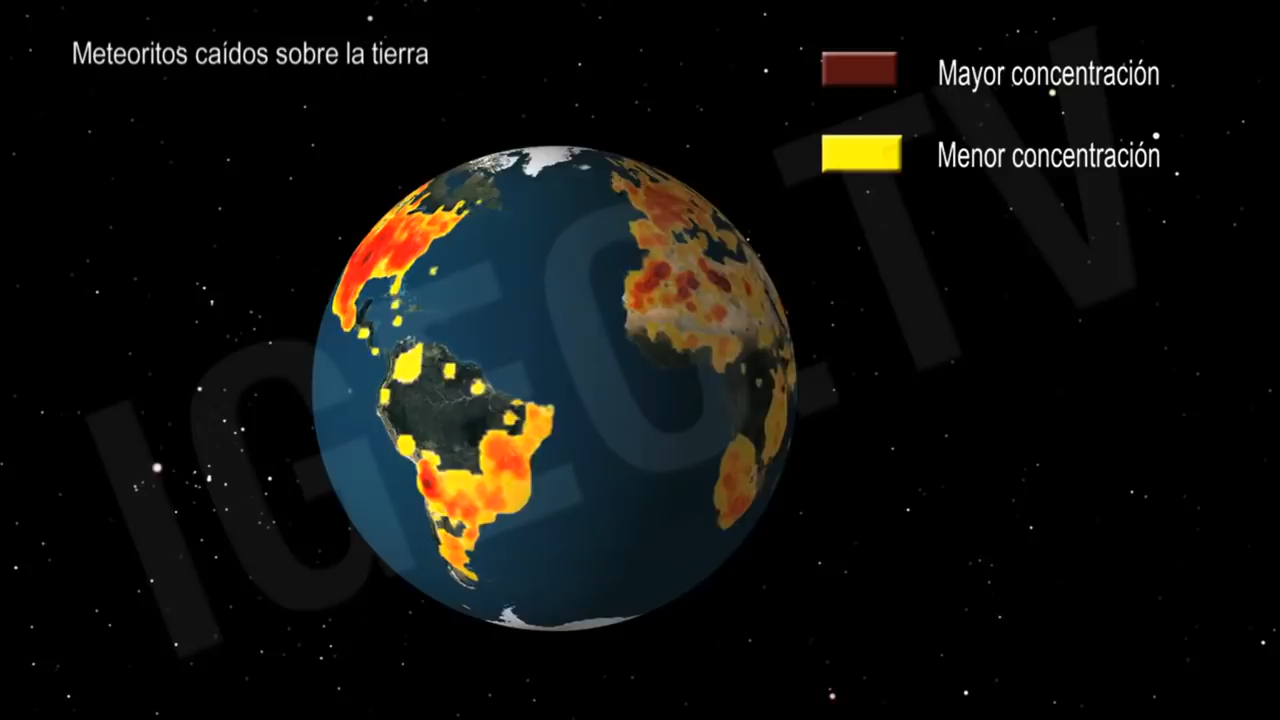 Meteoritos caídos sobre la tierra
Mayor concentración
Menor concentración
IGEO.TV